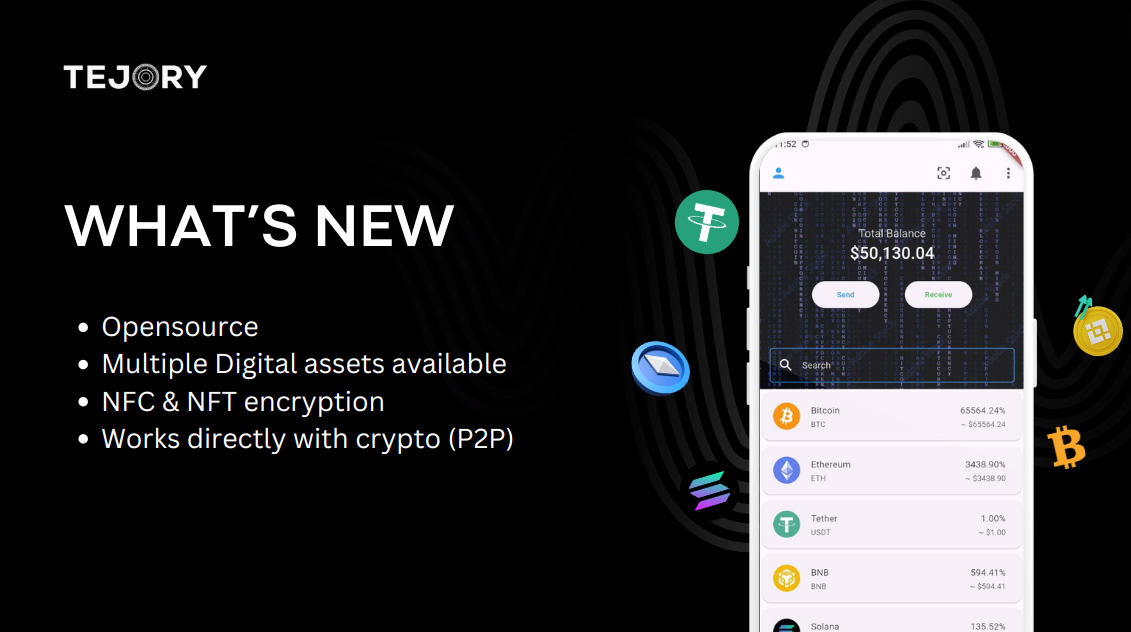 TEJORY
WHAT'S NEW
• Opensource
• Multiple Digital assets available
• NFC & NFT encryption
• Works directly with crypto (P2P)
11:52
Total Balance
$50,130.04
Send
Receive
Search
Bitcoin
65564.24%
BTC
~ $65564.24
Ethereum
3438.90%
ETH
~ $3438.90
Tether
1.00%
USDT
~ $1.00
BNB
594.41%
BNB
~ $594.41
Solana
135.52%